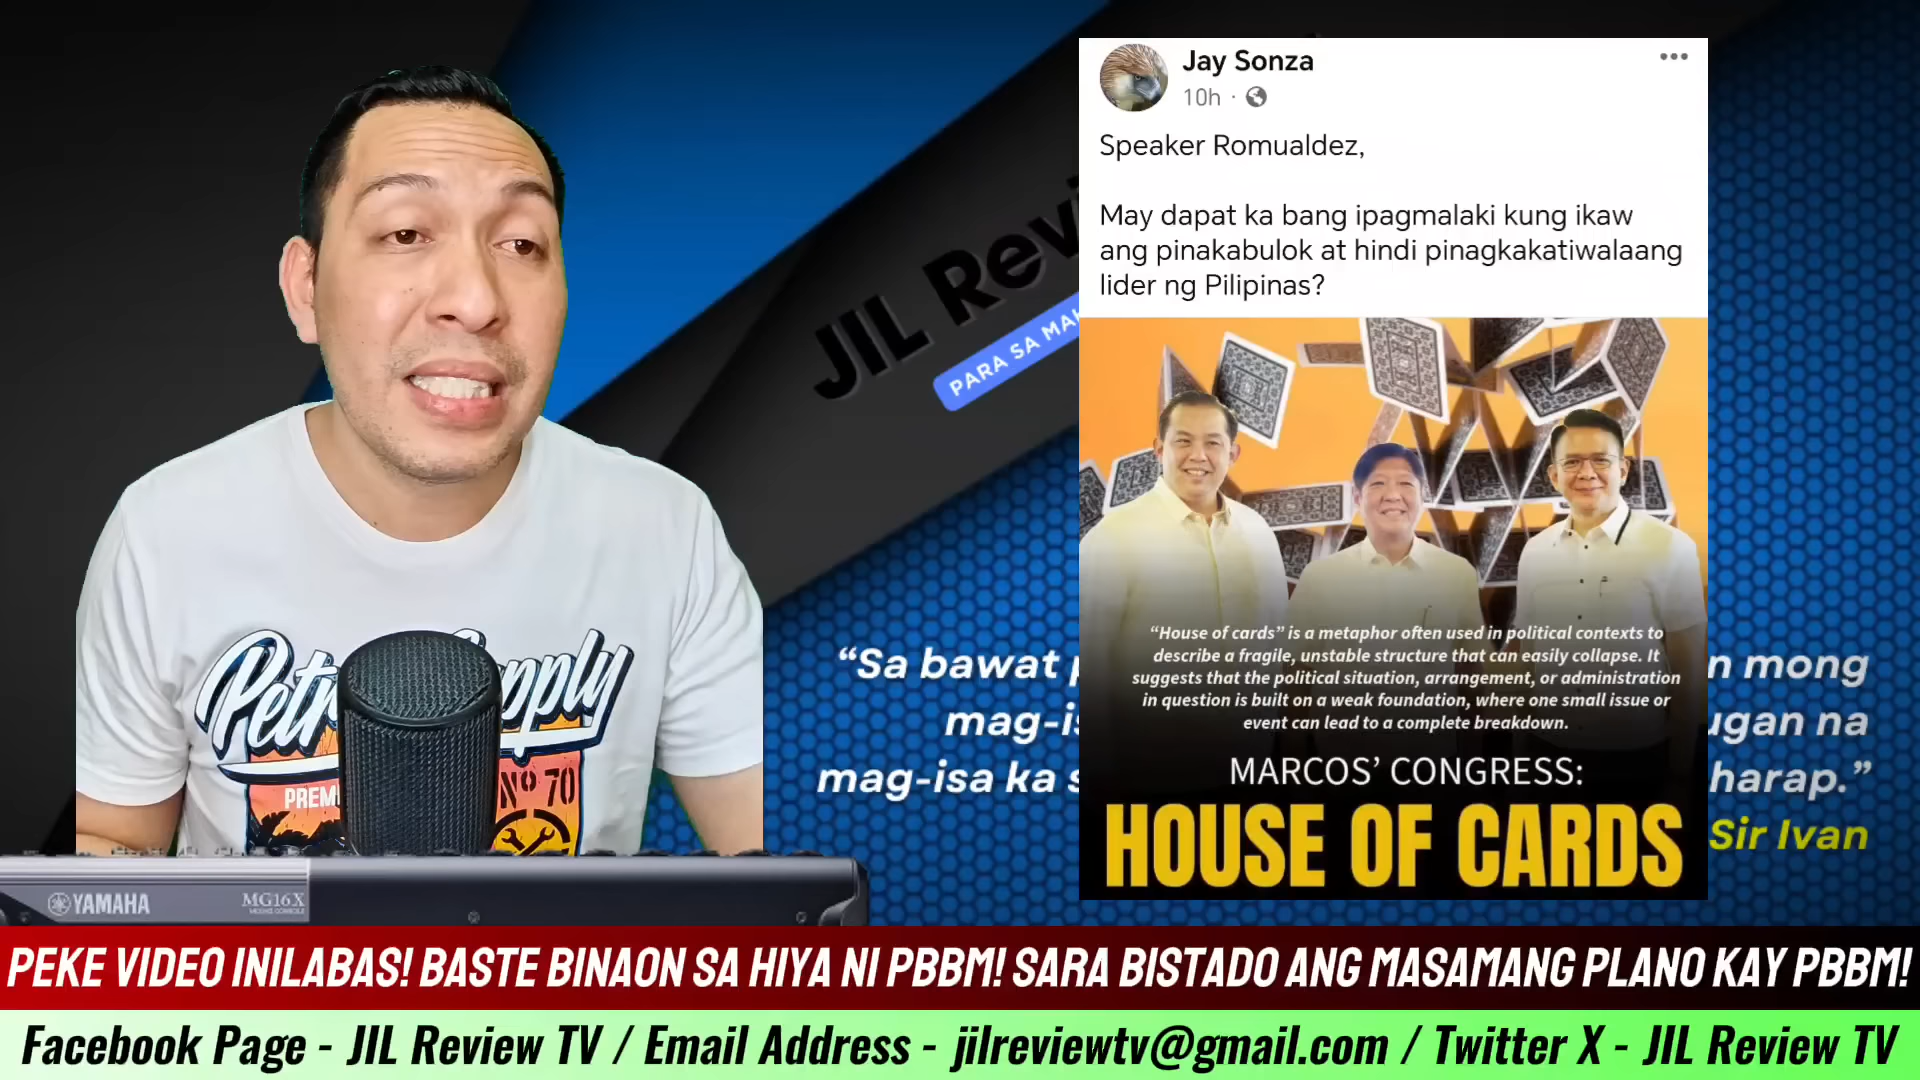 Jay Sonza
10h ·
Speaker Romualdez,
May dapat ka bang ipagmalaki kung ikaw
ang pinakabulok at hindi pinagkakatiwalaang
lider ng Pilipinas?
JIL
PARA SA
“House of cards” is a metaphor often used in political contexts to
describe a fragile, unstable structure that can easily collapse. It
suggests that the political situation, arrangement, or administration
in question is built on a weak foundation, where one small issue or
event can lead to a complete breakdown.
MARCOS’ CONGRESS:
HOUSE OF CARDS
“Sa bawat mong
na
mag-isa ka harap.”
Sir Ivan
Nº 70
YAMAHA
MG16X
MIXING CONSOLE
PEKE VIDEO INILABAS! BASTE BINAON SA HIYA NI PBBM! SARA BISTADO ANG MASAMANG PLANO KAY PBBM!
Facebook Page - JIL Review TV / Email Address - jilreviewtv@gmail.com / Twitter X - JIL Review TV